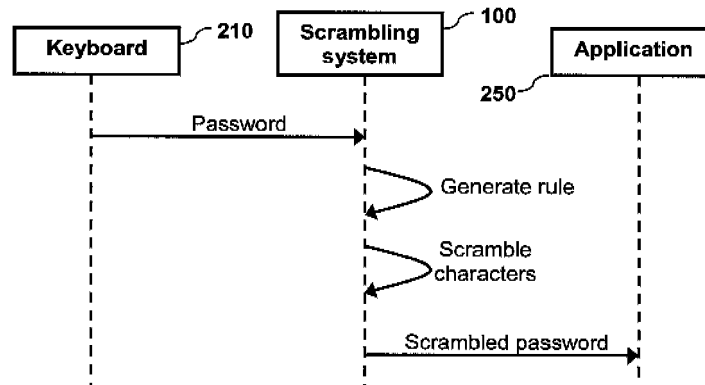 Keyboard
210
Scrambling
system
100
Application
250
Password
Generate rule
Scramble
characters
Scrambled password